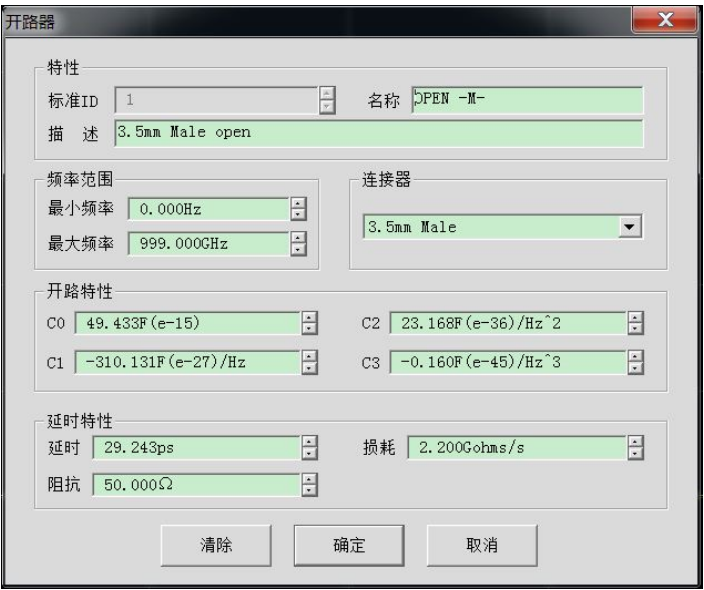 开路器
特性
标准ID 1 名称 OPEN -M-
描 述 3.5mm Male open
频率范围
最小频率 0.000Hz
最大频率 999.000GHz
连接器
3.5mm Male
开路特性
C0 49.433F(e-15) C2 23.168F(e-36)/Hz^2
C1 -310.131F(e-27)/Hz C3 -0.160F(e-45)/Hz^3
延时特性
延时 29.243ps 损耗 2.200Gohms/s
阻抗 50.000Ω
清除 确定 取消